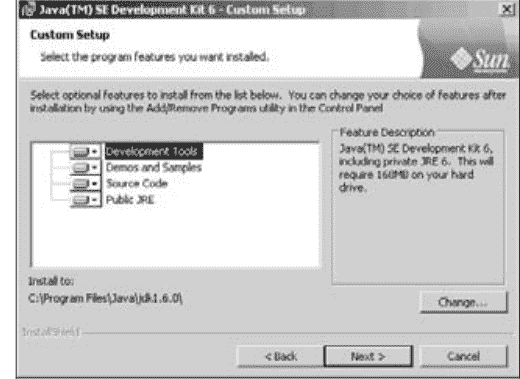 Java(TM) SE Development Kit 6 - Custom Setup
Custom Setup
Select the program features you want installed.
Sun
Select optional features to install from the list below. You can change your choice of features after
installation by using the Add/Remove Programs utility in the Control Panel
Development Tools
Demos and Samples
Source Code
Public JRE
Feature Description
Java(TM) SE Development Kit 6,
including private JRE 6. This will
require 160MB on your hard
drive.
Install to:
C:\Program Files\Java\jdk1.6.0\
Change...
InstallShield
< Back
Next >
Cancel